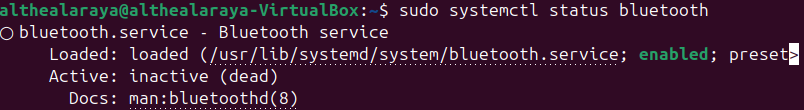 althealaraya@althealaraya-VirtualBox:~$ sudo systemctl status bluetooth
○ bluetooth.service - Bluetooth service
     Loaded: loaded (/usr/lib/systemd/system/bluetooth.service; enabled; preset>
     Active: inactive (dead)
       Docs: man:bluetoothd(8)